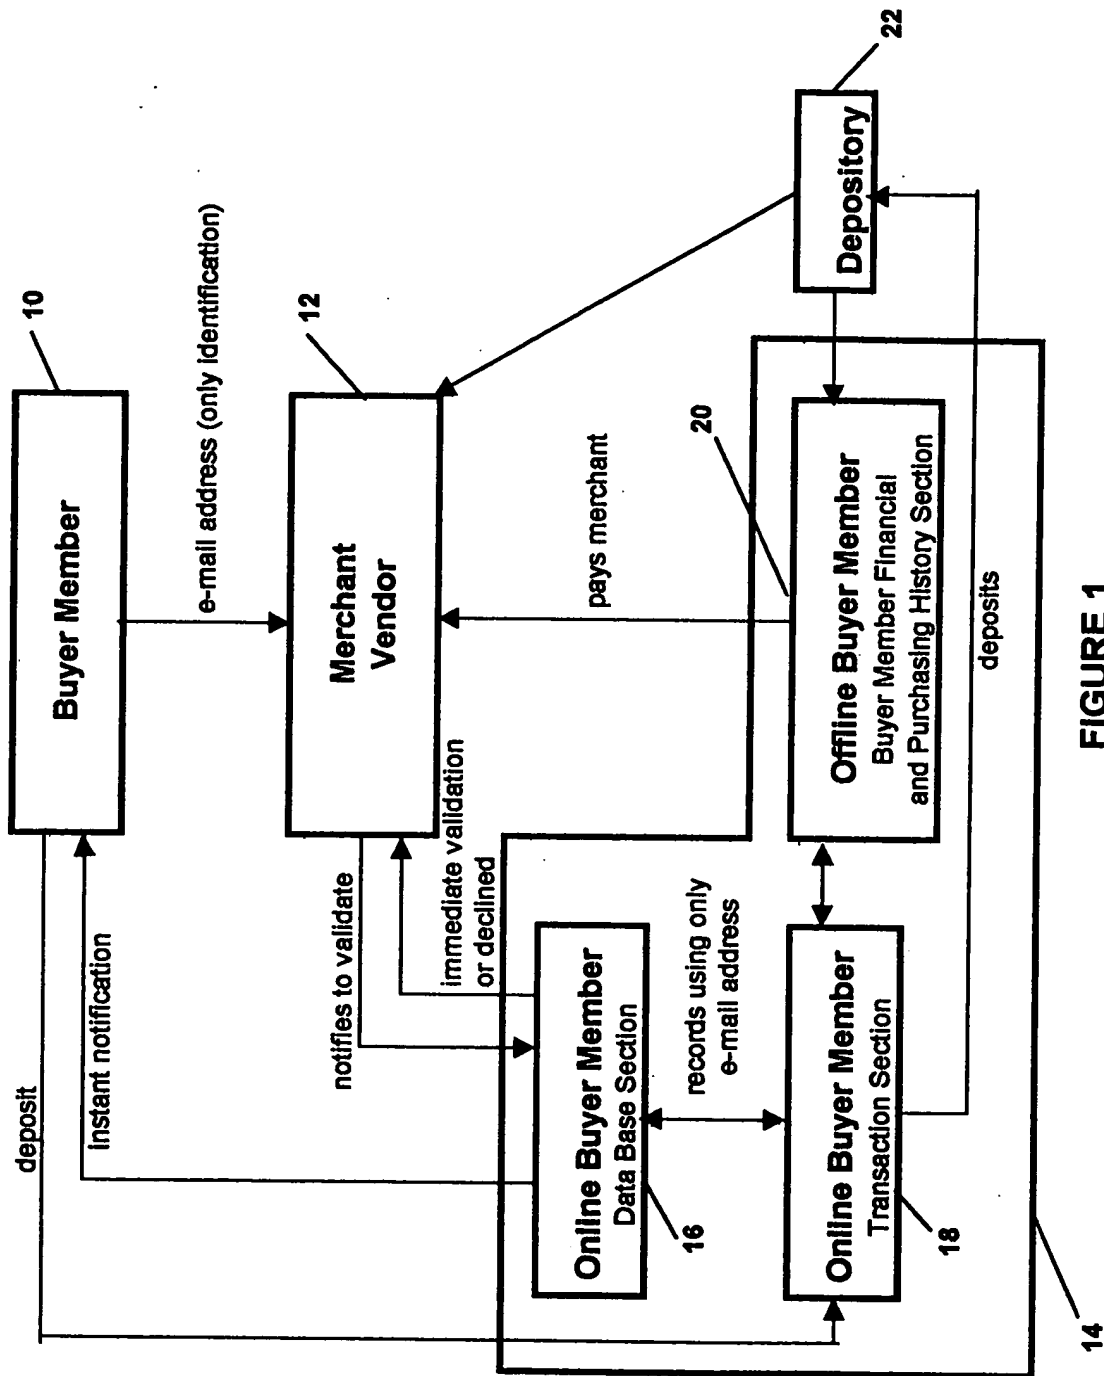 deposit
instant notification
Buyer Member
10
e-mail address (only identification)
notifies to validate
immediate validation
or declined
Merchant
Vendor
12
pays merchant
Online Buyer Member
Data Base Section
16
records using only
e-mail address
Online Buyer Member
Transaction Section
18
Offline Buyer Member
Buyer Member Financial
and Purchasing History Section
20
Depository
22
deposits
14
FIGURE 1